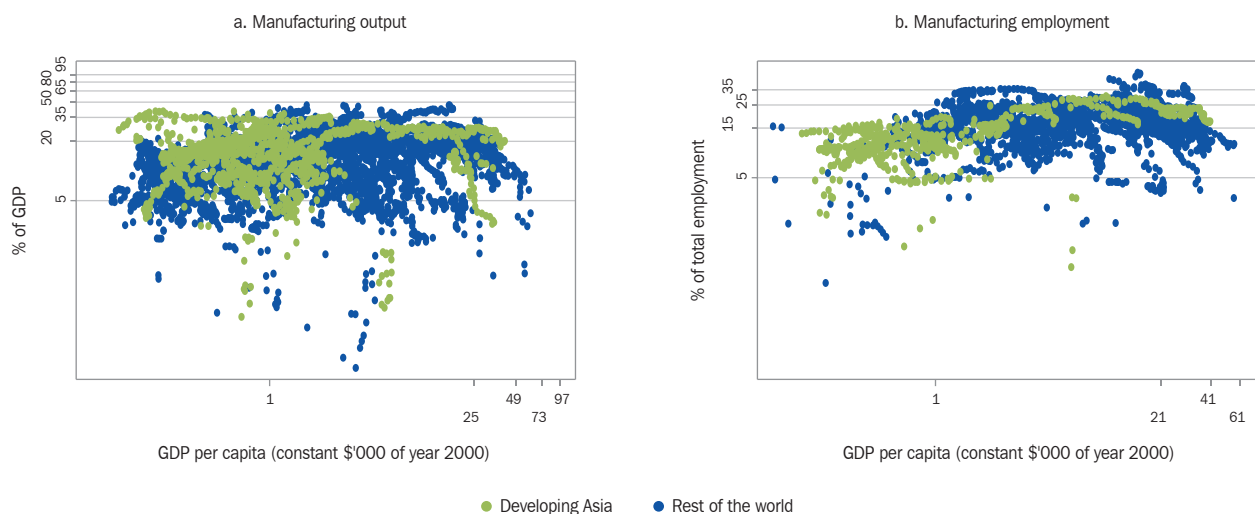 a. Manufacturing output
b. Manufacturing employment
95
80
65
50
35
20
5
% of GDP
1
25
49
73
97
GDP per capita (constant $'000 of year 2000)
35
25
15
5
% of total employment
1
21
41
61
GDP per capita (constant $'000 of year 2000)
Developing Asia
Rest of the world